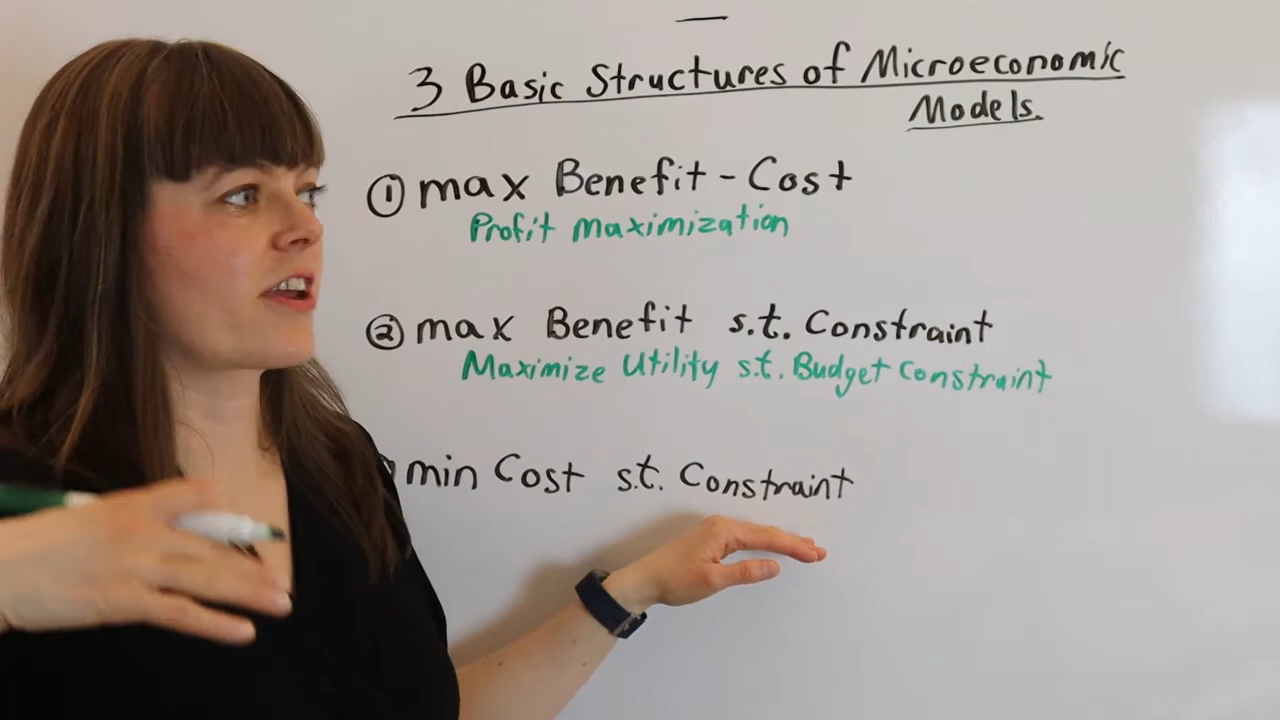 3 Basic Structures of Microeconomic
Models.
① max Benefit - Cost
Profit Maximization
② max Benefit s.t. Constraint
Maximize Utility s.t. Budget Constraint
min Cost s.t. Constraint